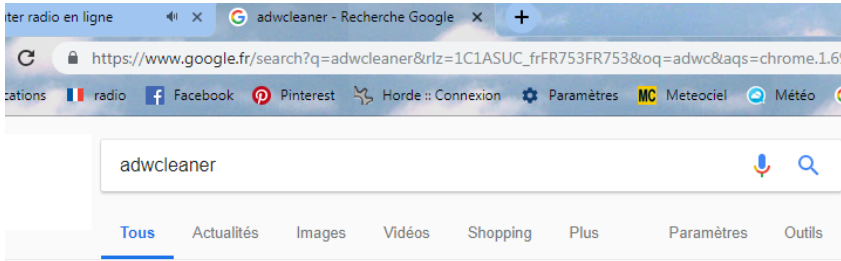 ter radio en ligne adwcleaner - Recherche Google
https://www.google.fr/search?q=adwcleaner&rlz=1C1ASUC_frFR753FR753&oq=adwc&aqs=chrome.1.69
cations radio Facebook Pinterest Horde :: Connexion Paramètres MC Meteociel Météo
adwcleaner
Tous Actualités Images Vidéos Shopping Plus Paramètres Outils